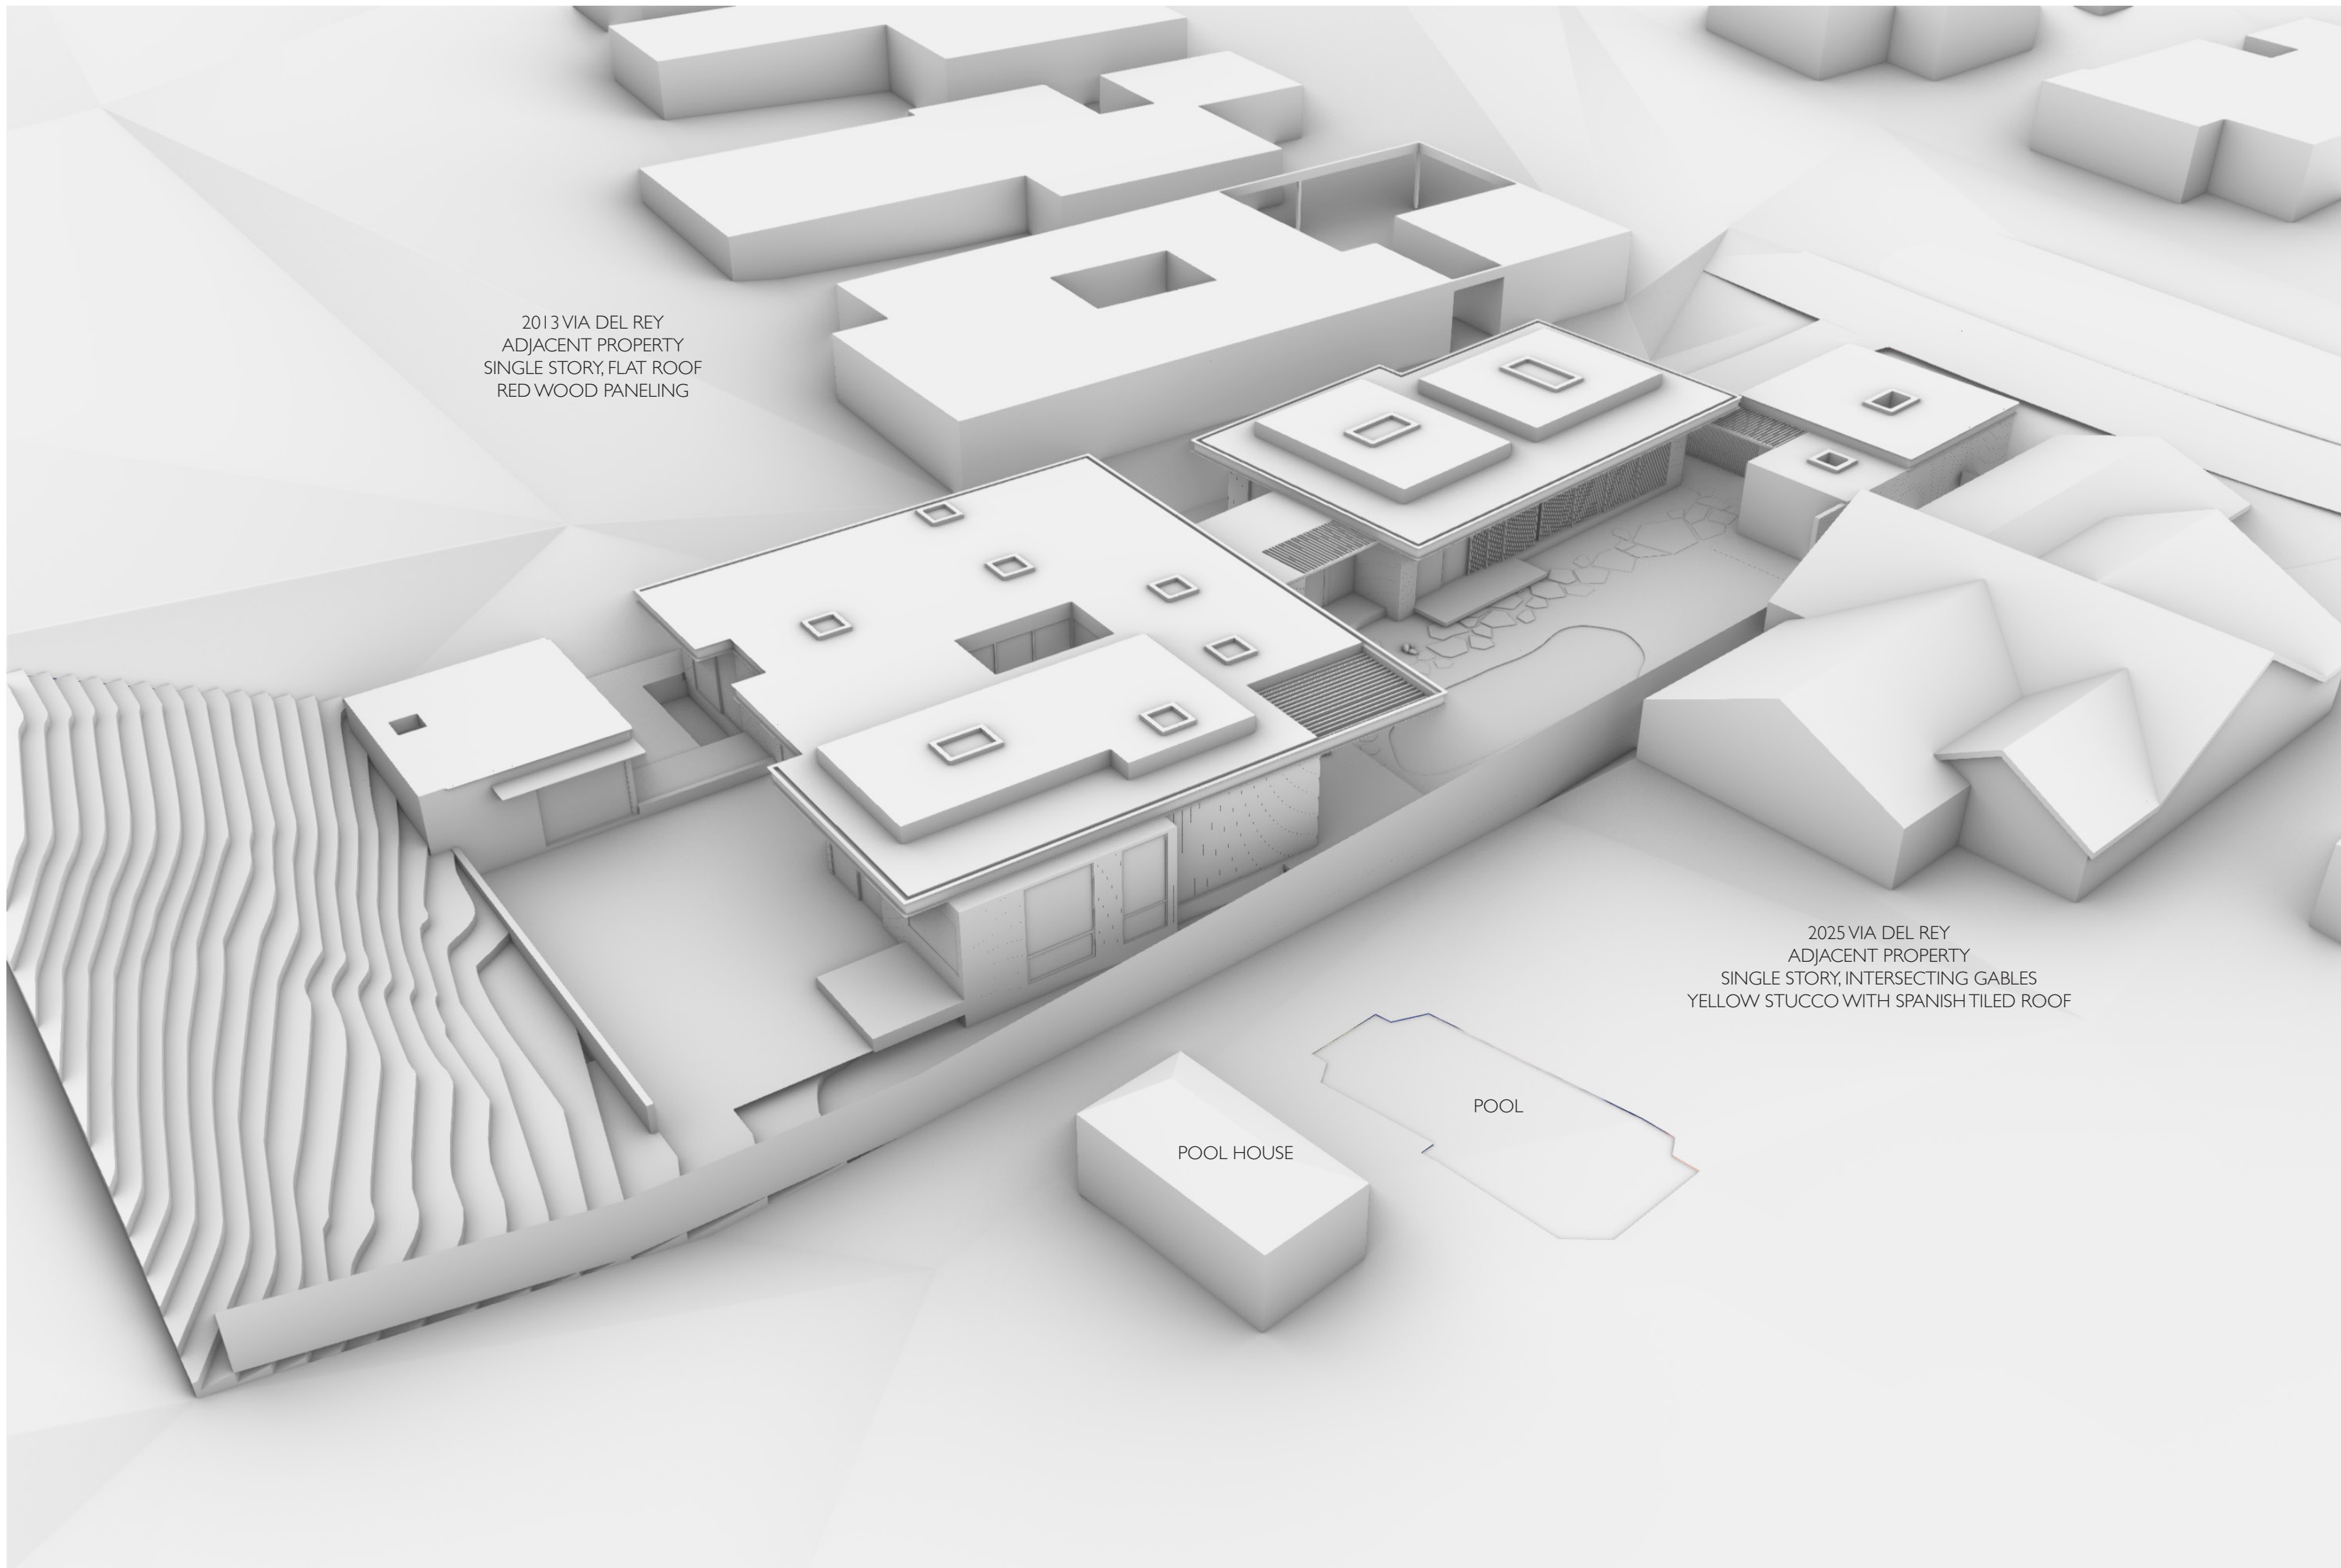 2013 VIA DEL REY
ADJACENT PROPERTY
SINGLE STORY, FLAT ROOF
RED WOOD PANELING
2025 VIA DEL REY
ADJACENT PROPERTY
SINGLE STORY, INTERSECTING GABLES
YELLOW STUCCO WITH SPANISH TILED ROOF
POOL
POOL HOUSE